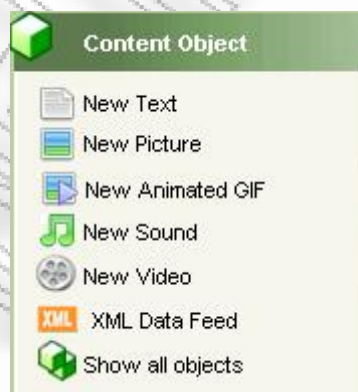 Content Object
New Text
New Picture
New Animated GIF
New Sound
New Video
XML XML Data Feed
Show all objects